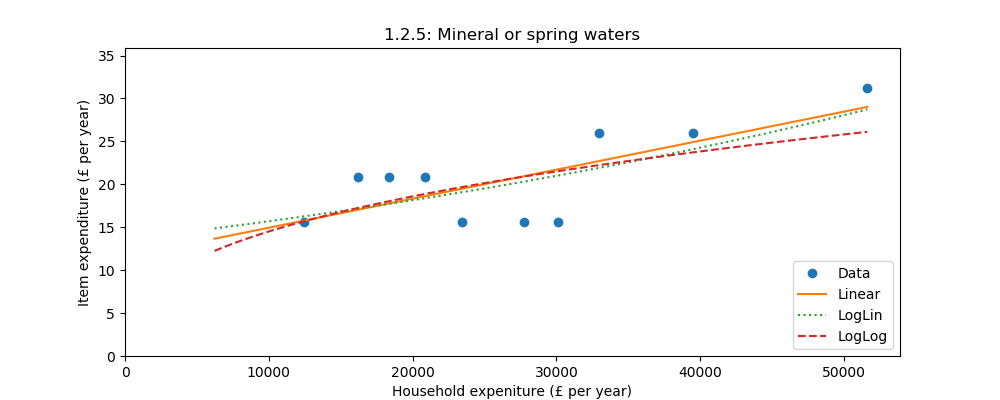 1.2.5: Mineral or spring waters
Item expenditure (£ per year)
35
30
25
20
15
10
5
0
0 10000 20000 30000 40000 50000
Household expeniture (£ per year)
Data
Linear
LogLin
LogLog